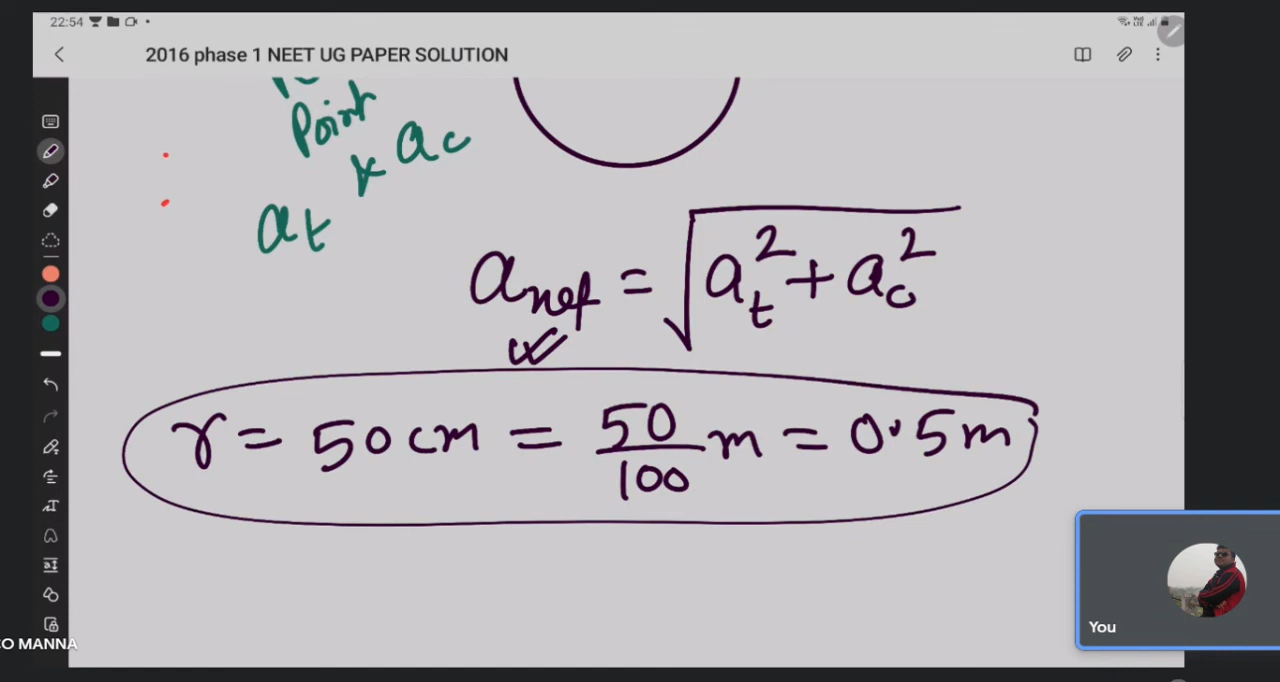 22:54
2016 phase 1 NEET UG PAPER SOLUTION
Point
* ac
at
anet = √(at² + ac²)
r = 50 cm = 50/100 m = 0.5 m
You
CO MANNA